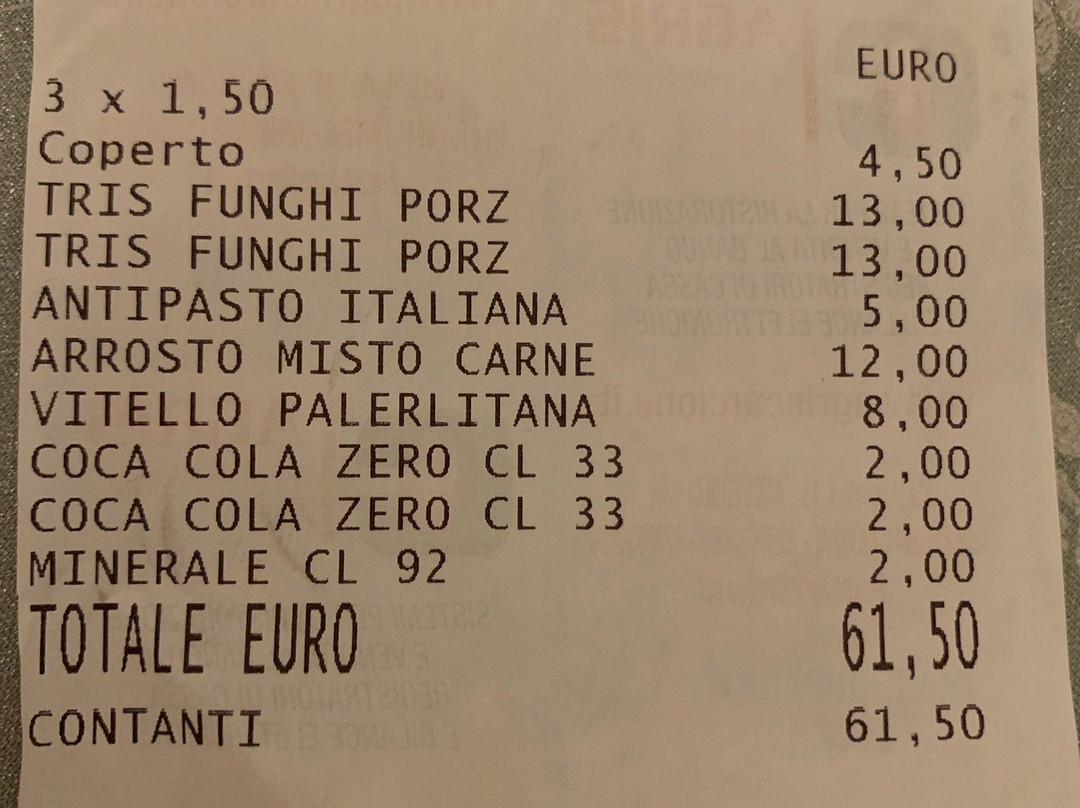 EURO
3 x 1,50
Coperto 4,50
TRIS FUNGHI PORZ 13,00
TRIS FUNGHI PORZ 13,00
ANTIPASTO ITALIANA 5,00
ARROSTO MISTO CARNE 12,00
VITELLO PALERLITANA 8,00
COCA COLA ZERO CL 33 2,00
COCA COLA ZERO CL 33 2,00
MINERALE CL 92 2,00
TOTALE EURO 61,50
CONTANTI 61,50